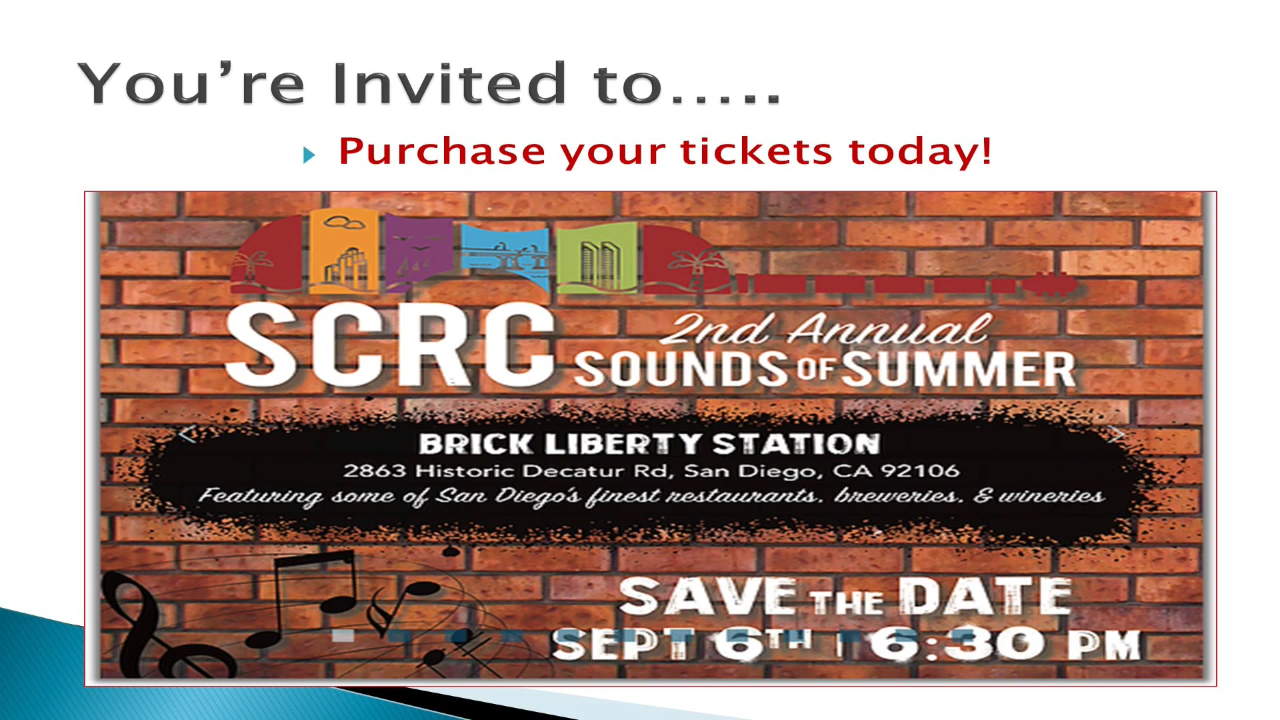 You’re Invited to.....
Purchase your tickets today!
SCRC
2nd Annual
SOUNDS OF SUMMER
BRICK LIBERTY STATION
2863 Historic Decatur Rd, San Diego, CA 92106
Featuring some of San Diego's finest restaurants, breweries, & wineries
SAVE THE DATE
SEPT 6TH | 6:30 PM